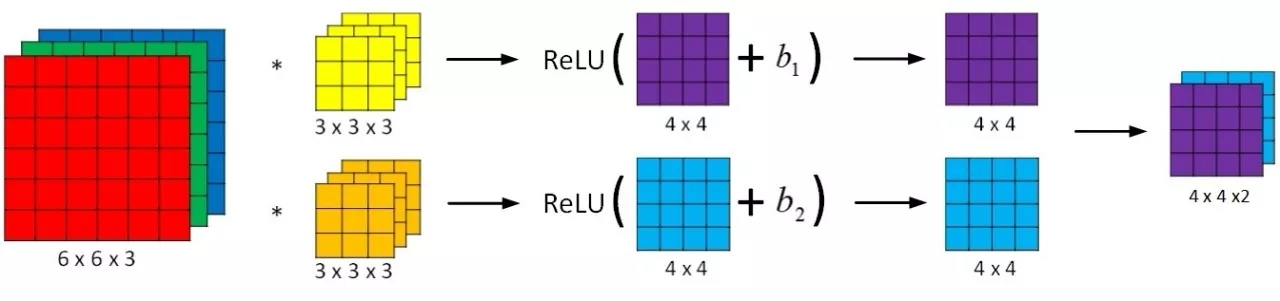 * → ReLU( + b₁) →
3 x 3 x 3
4 x 4
4 x 4
→
6 x 6 x 3
* → ReLU( + b₂) →
3 x 3 x 3
4 x 4
4 x 4
4 x 4 x2